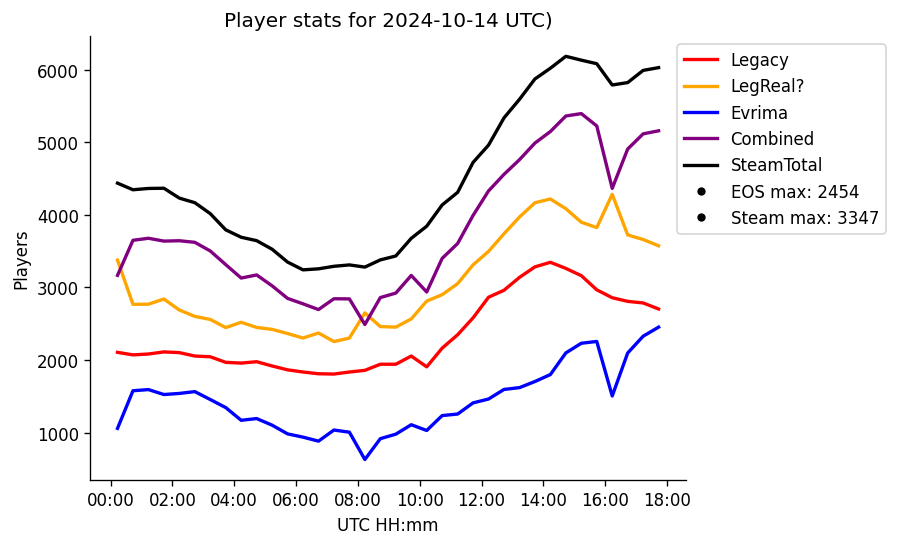 Player stats for 2024-10-14 UTC)
Legacy
LegReal?
Evrima
Combined
SteamTotal
EOS max: 2454
Steam max: 3347
Players
6000
5000
4000
3000
2000
1000
00:00 02:00 04:00 06:00 08:00 10:00 12:00 14:00 16:00 18:00
UTC HH:mm